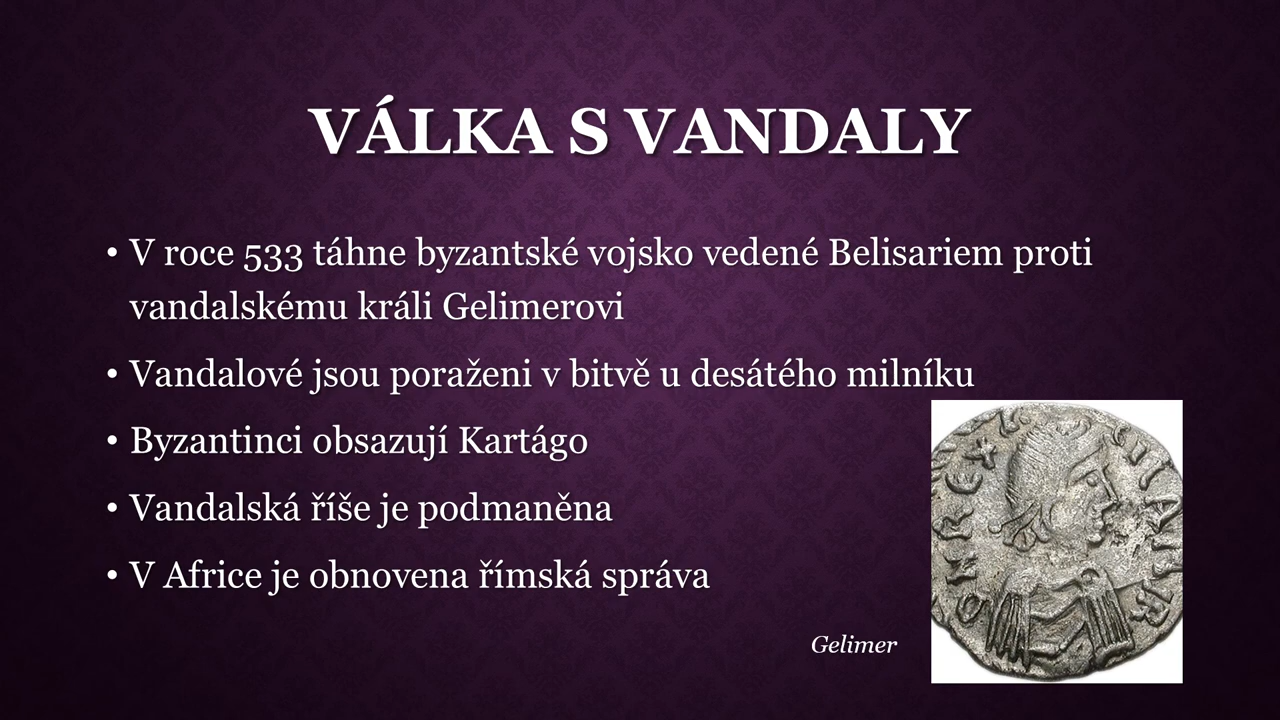 VÁLKA S VANDALY
• V roce 533 táhne byzantské vojsko vedené Belisariem proti
vandalskému králi Gelimerovi
• Vandalové jsou poraženi v bitvě u desátého milníku
• Byzantinci obsazují Kartágo
• Vandalská říše je podmaněna
• V Africe je obnovena římská správa
Gelimer